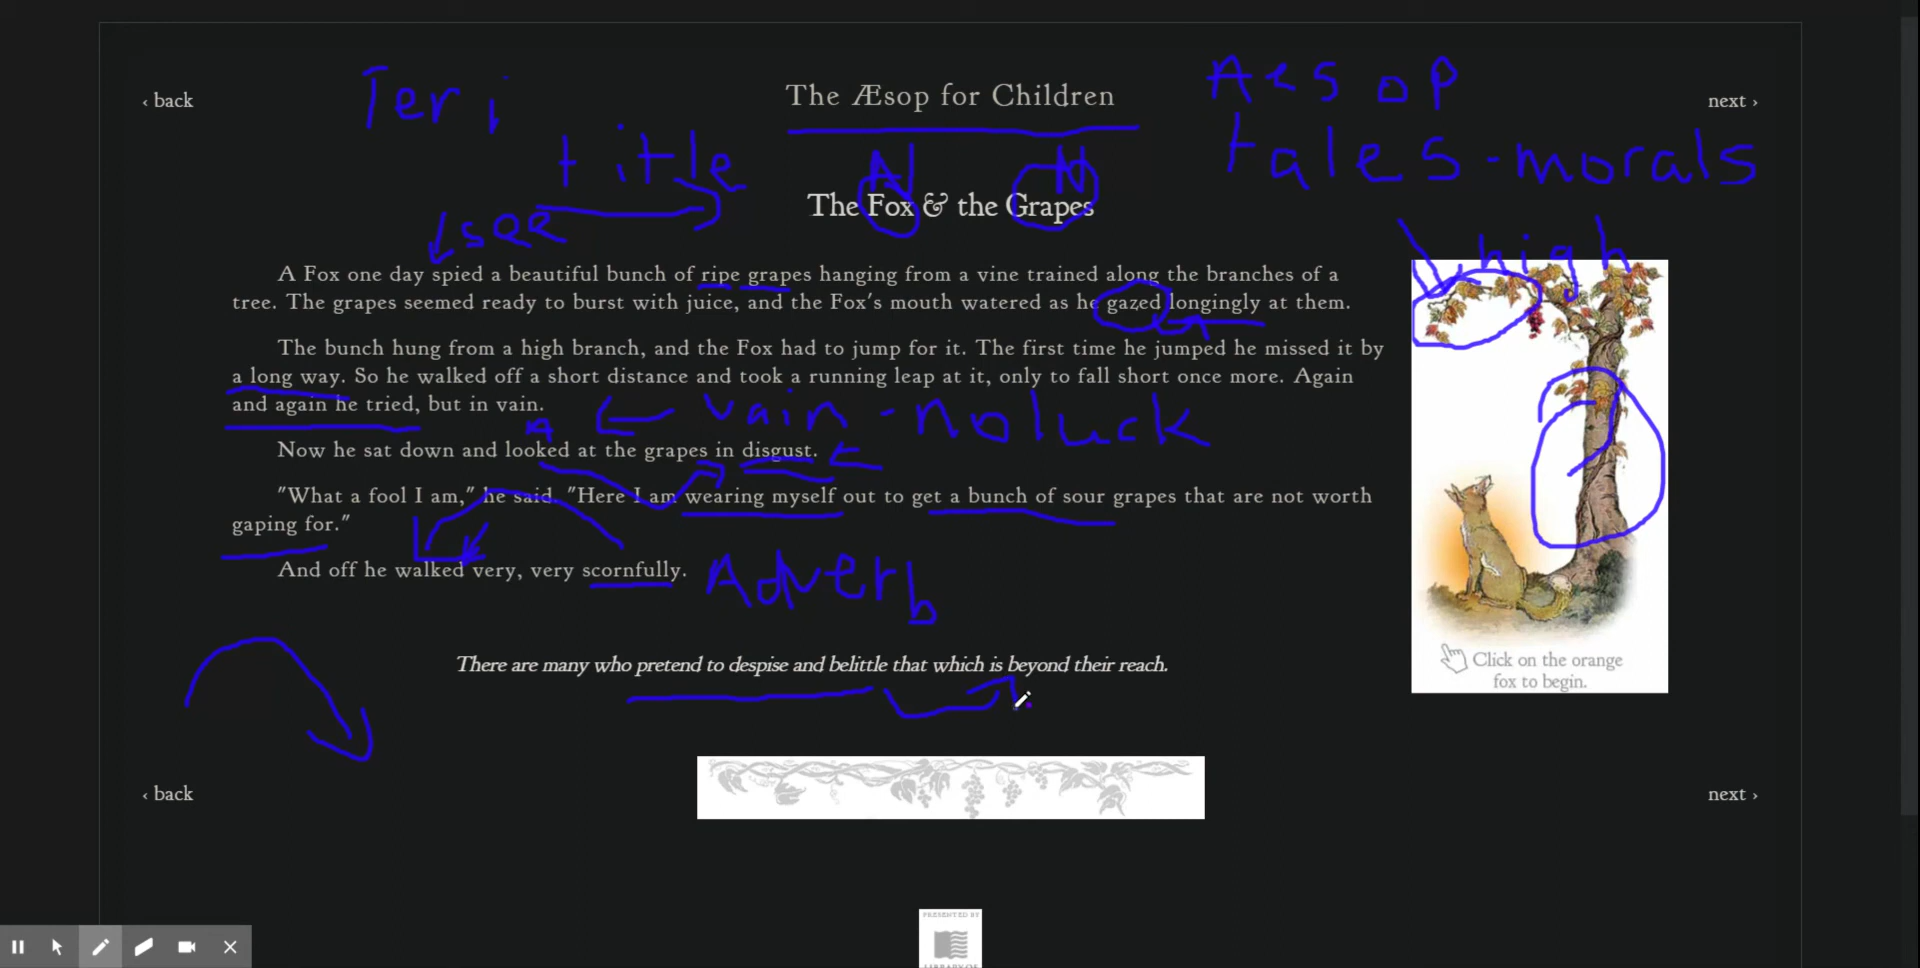 ‹ back
Teri
The Æsop for Children
Aesop
next ›
title
tales - morals
N
N
The Fox & the Grapes
see
high
A Fox one day spied a beautiful bunch of ripe grapes hanging from a vine trained along the branches of a
tree. The grapes seemed ready to burst with juice, and the Fox's mouth watered as he gazed longingly at them.
The bunch hung from a high branch, and the Fox had to jump for it. The first time he jumped he missed it by
a long way. So he walked off a short distance and took a running leap at it, only to fall short once more. Again
and again he tried, but in vain.
vain - no luck
Now he sat down and looked at the grapes in disgust.
"What a fool I am," he said. "Here I am wearing myself out to get a bunch of sour grapes that are not worth
gaping for."
And off he walked very, very scornfully.
Adverb
There are many who pretend to despise and belittle that which is beyond their reach.
Click on the orange
fox to begin.
‹ back
next ›
PRESENTED BY
LIBRARY OF